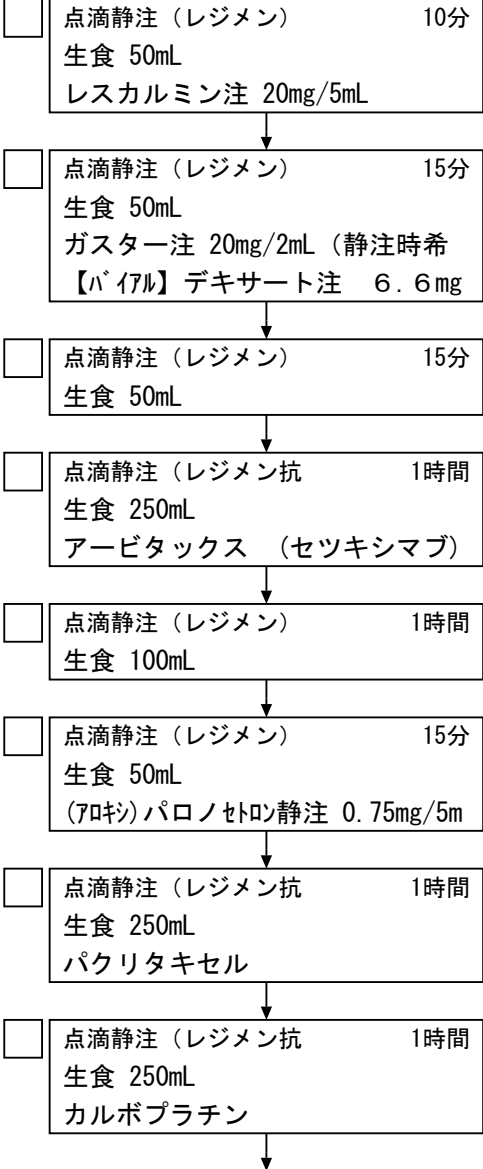 点滴静注（レジメン） 10分
生食 50mL
レスカルミン注 20mg/5mL
点滴静注（レジメン） 15分
生食 50mL
ガスター注 20mg/2mL（静注時希
【ﾊﾞｲｱﾙ】デキサート注　６.６mg
点滴静注（レジメン） 15分
生食 50mL
点滴静注（レジメン抗 1時間
生食 250mL
アービタックス　（セツキシマブ）
点滴静注（レジメン） 1時間
生食 100mL
点滴静注（レジメン） 15分
生食 50mL
(ｱﾛｷｼ)パロノｾﾄﾛﾝ静注 0.75mg/5m
点滴静注（レジメン抗 1時間
生食 250mL
パクリタキセル
点滴静注（レジメン抗 1時間
生食 250mL
カルボプラチン